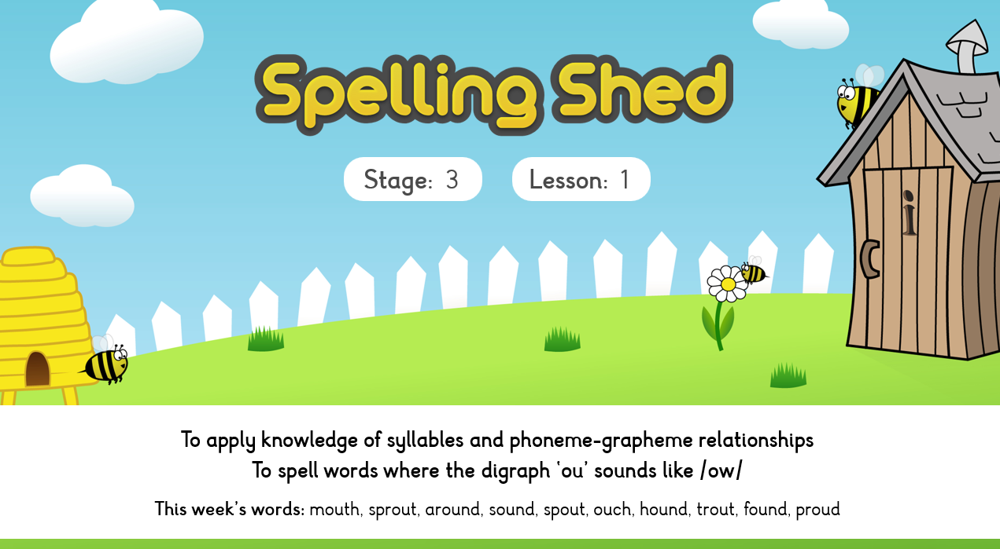 Spelling Shed
Stage: 3 Lesson: 1
i
To apply knowledge of syllables and phoneme-grapheme relationships
To spell words where the digraph ‘ou’ sounds like /ow/
This week’s words: mouth, sprout, around, sound, spout, ouch, hound, trout, found, proud